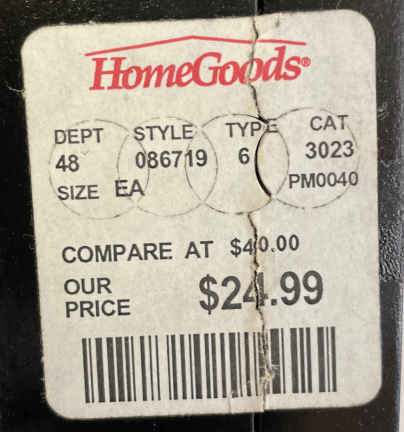 HomeGoods®
DEPT STYLE TYPE CAT
48 086719 6 3023
SIZE EA PM0040
COMPARE AT $40.00
OUR
PRICE $24.99